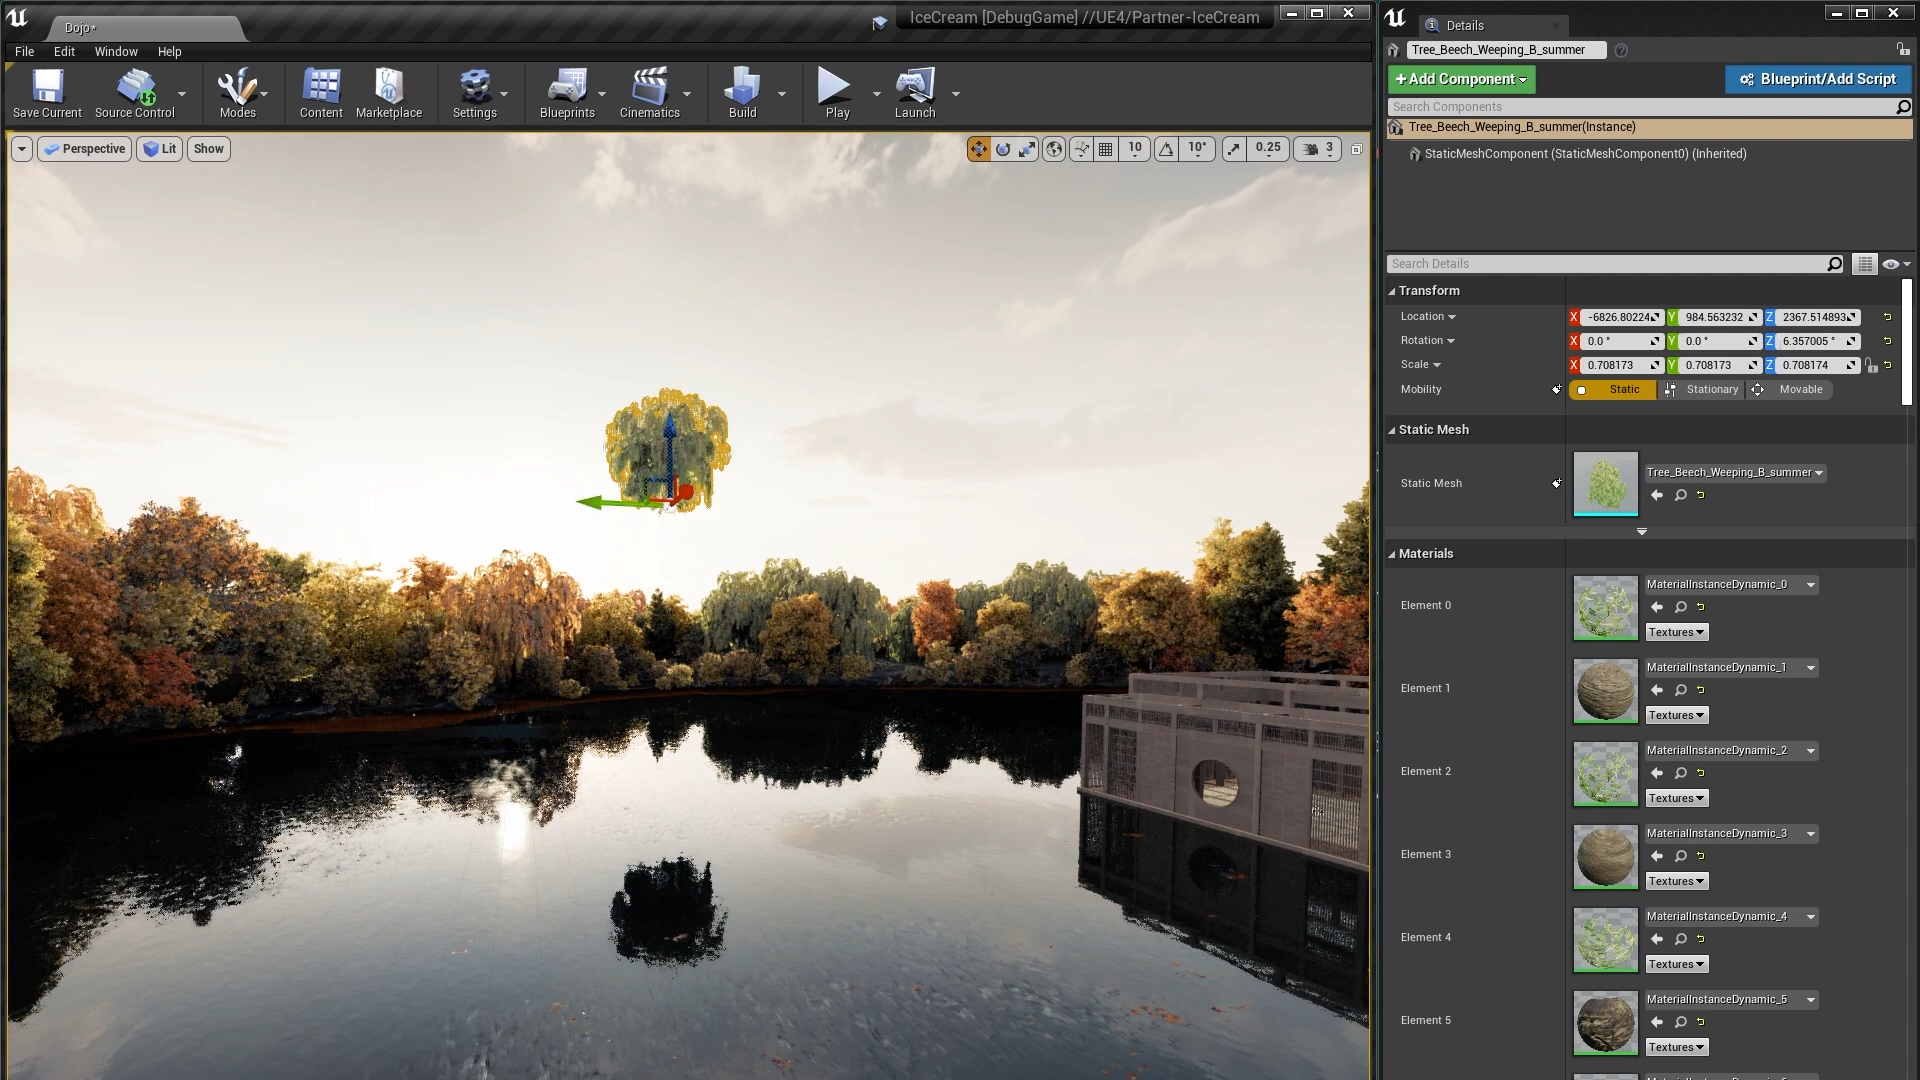 Dojo*
IceCream [DebugGame] //UE4/Partner-IceCream
File Edit Window Help
Save Current Source Control Modes Content Marketplace Settings Blueprints Cinematics Build Play Launch
Perspective Lit Show 10 10° 0.25 3
Details
Tree_Beech_Weeping_B_summer
+Add Component Blueprint/Add Script
Search Components
Tree_Beech_Weeping_B_summer(Instance)
StaticMeshComponent (StaticMeshComponent0) (Inherited)
Search Details
Transform
Location X -6826.80224 Y 984.563232 Z 2367.514893
Rotation X 0.0 ° Y 0.0 ° Z 6.357005 °
Scale X 0.708173 Y 0.708173 Z 0.708174
Mobility Static Stationary Movable
Static Mesh
Static Mesh Tree_Beech_Weeping_B_summer
Materials
Element 0 MaterialInstanceDynamic_0
Textures
Element 1 MaterialInstanceDynamic_1
Textures
Element 2 MaterialInstanceDynamic_2
Textures
Element 3 MaterialInstanceDynamic_3
Textures
Element 4 MaterialInstanceDynamic_4
Textures
Element 5 MaterialInstanceDynamic_5
Textures